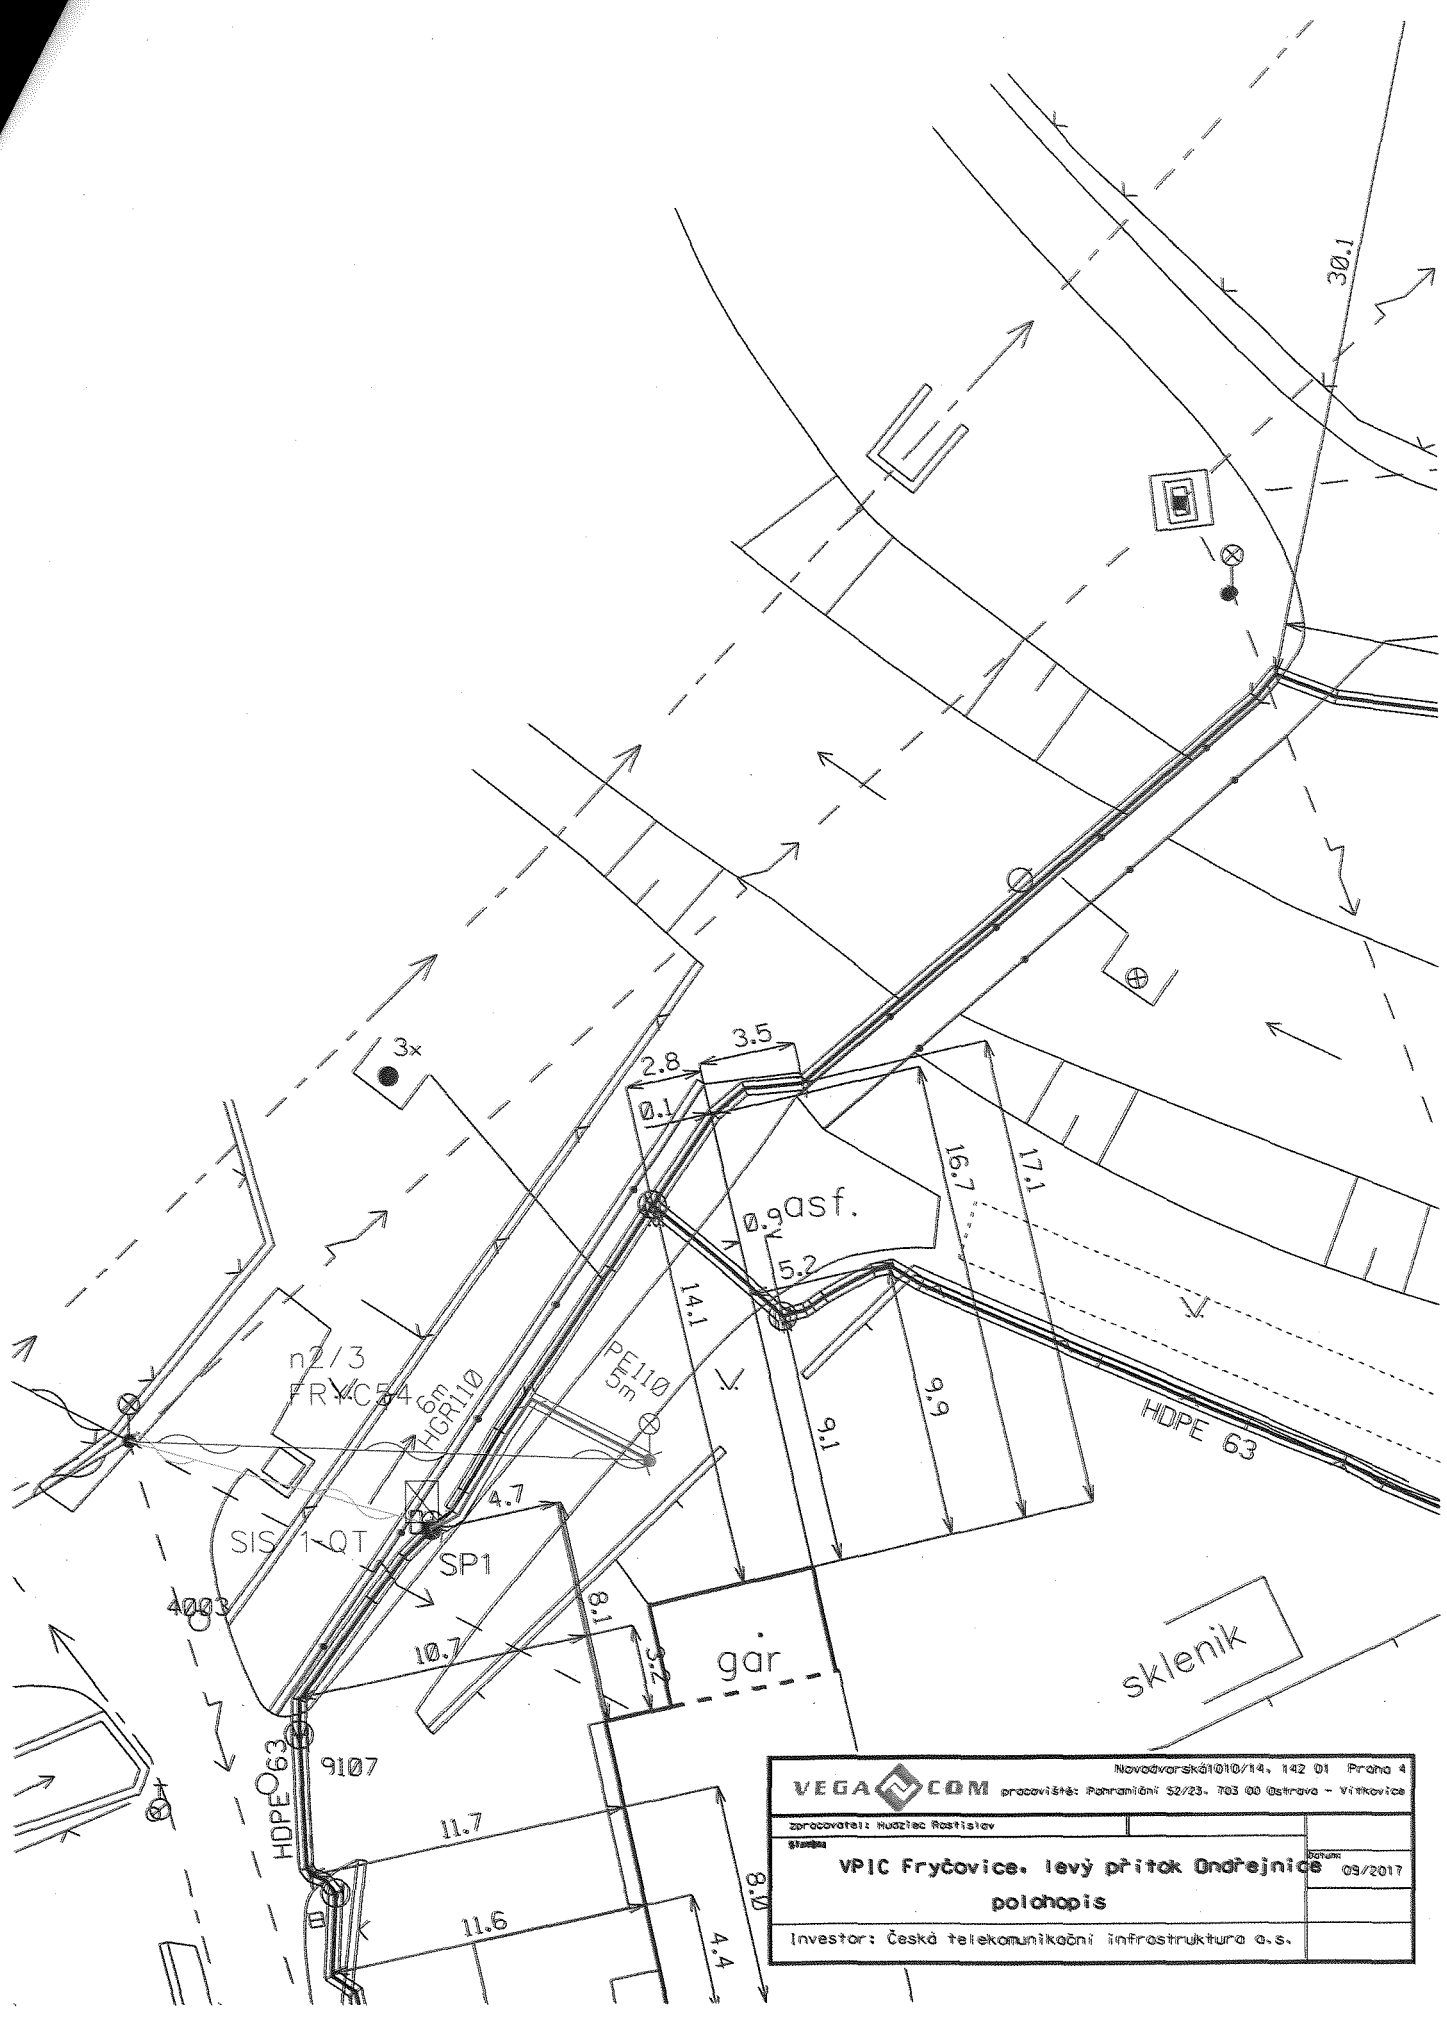 30.1
3x
3.5
2.8
0.1
16.7
17.1
asf.
0.9
5.2
14.1
n2/3
FRYC54
6m
HGR110
PE110
5m
9.9
9.1
HDPE 63
4.7
SIS 1-QT
SP1
4003
8.1
10.7
3.2
gar
sklenik
HDPE 63
9107
11.7
8.0
11.6
4.4
VEGA COM
Novodvorská1010/14, 142 01 Praha 4
pracoviště: Pohraniční 52/23, 703 00 Ostrava - Vítkovice
zpracovatel: Hudziec Rostislav
Stavba
Datum
VPIC Fryčovice, levý přítok Ondřejnice
09/2017
polohopis
Investor: Česká telekomunikační infrastruktura a.s.